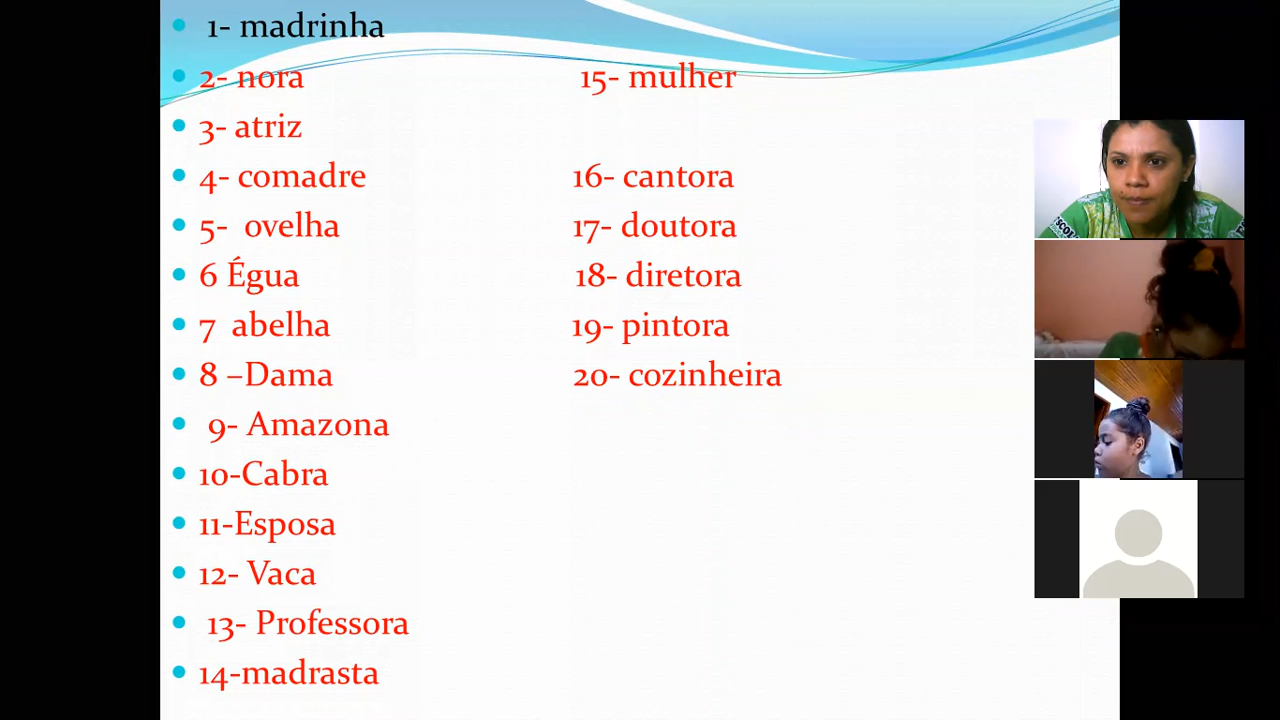 1- madrinha
2- nora
3- atriz
4- comadre
5- ovelha
6 Égua
7 abelha
8 –Dama
9- Amazona
10-Cabra
11-Esposa
12- Vaca
13- Professora
14-madrasta
15- mulher
16- cantora
17- doutora
18- diretora
19- pintora
20- cozinheira
ESCOL